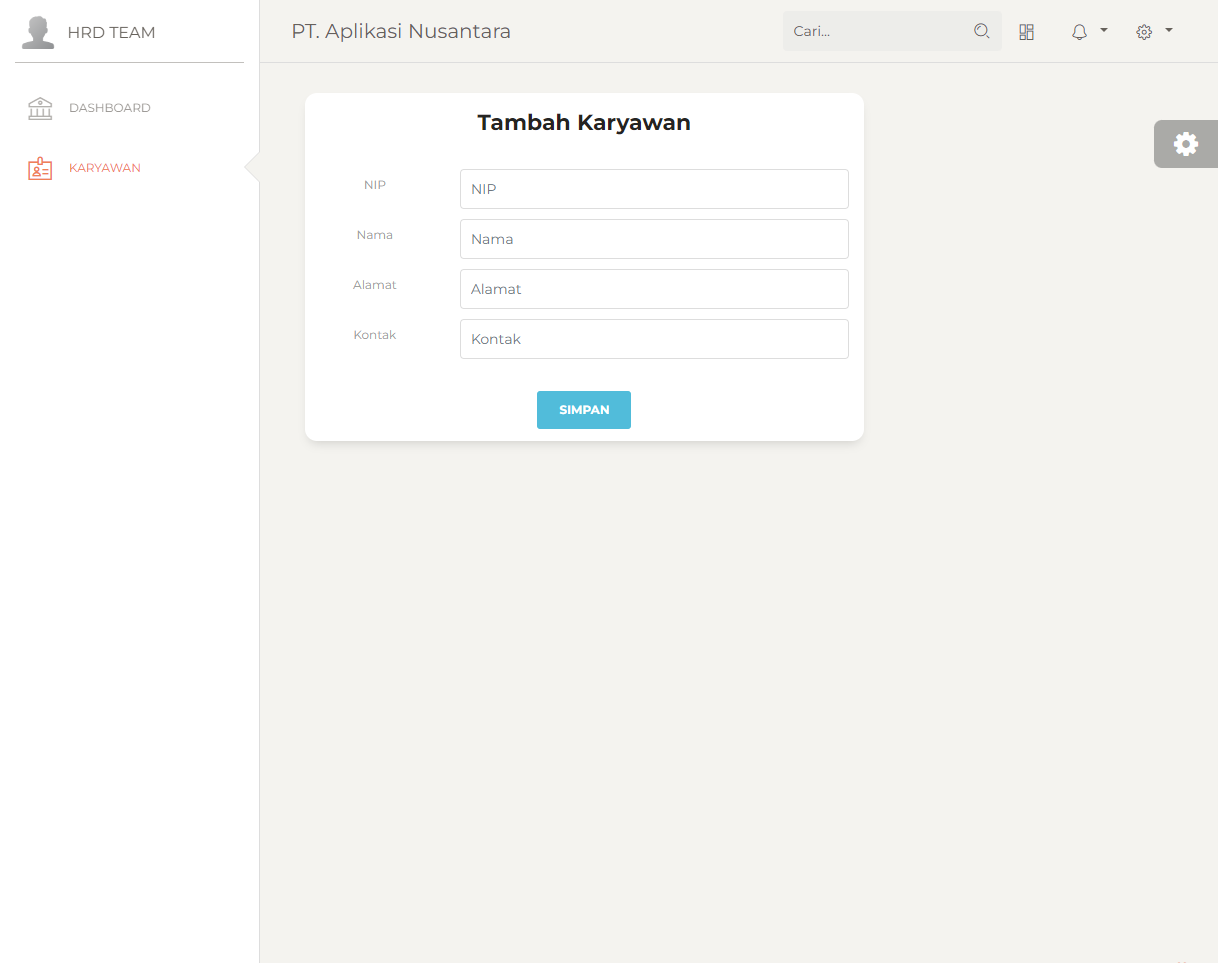 HRD TEAM
PT. Aplikasi Nusantara
Cari...
DASHBOARD
KARYAWAN
Tambah Karyawan
NIP
NIP
Nama
Nama
Alamat
Alamat
Kontak
Kontak
SIMPAN